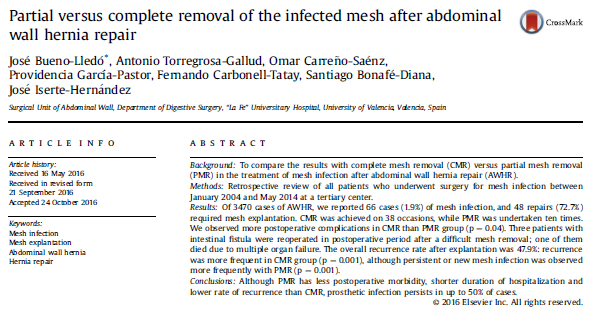 Partial versus complete removal of the infected mesh after abdominal
wall hernia repair
CrossMark
José Bueno-Lledó*, Antonio Torregrosa-Gallud, Omar Carreño-Saénz,
Providencia García-Pastor, Fernando Carbonell-Tatay, Santiago Bonafé-Diana,
José Iserte-Hernández
Surgical Unit of Abdominal Wall, Department of Digestive Surgery, “La Fe” Universitary Hospital, University of Valencia, Valencia, Spain
ARTICLE INFO
Article history:
Received 16 May 2016
Received in revised form
21 September 2016
Accepted 24 October 2016
Keywords:
Mesh infection
Mesh explantation
Abdominal wall hernia
Hernia repair
ABSTRACT
Background: To compare the results with complete mesh removal (CMR) versus partial mesh removal
(PMR) in the treatment of mesh infection after abdominal wall hernia repair (AWHR).
Methods: Retrospective review of all patients who underwent surgery for mesh infection between
January 2004 and May 2014 at a tertiary center.
Results: Of 3470 cases of AWHR, we reported 66 cases (1.9%) of mesh infection, and 48 repairs (72.7%)
required mesh explantation. CMR was achieved on 38 occasions, while PMR was undertaken ten times.
We observed more postoperative complications in CMR than PMR group (p = 0.04). Three patients with
intestinal fistula were reoperated in postoperative period after a difficult mesh removal; one of them
died due to multiple organ failure. The overall recurrence rate after explantation was 47.9%: recurrence
was more frequent in CMR group (p = 0.001), although persistent or new mesh infection was observed
more frequently with PMR (p = 0.001).
Conclusions: Although PMR has less postoperative morbidity, shorter duration of hospitalization and
lower rate of recurrence than CMR, prosthetic infection persists in up to 50% of cases.
© 2016 Elsevier Inc. All rights reserved.